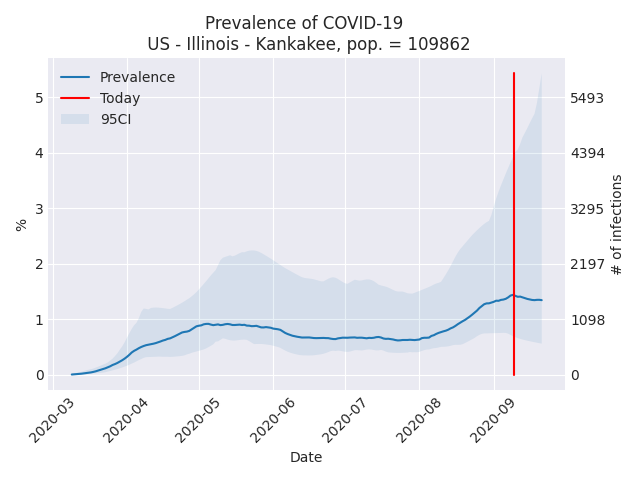 Prevalence of COVID-19
US - Illinois - Kankakee, pop. = 109862
Prevalence
Today
95CI
5
4
3
2
1
0
%
5493
4394
3295
2197
1098
0
# of infections
2020-03
2020-04
2020-05
2020-06
2020-07
2020-08
2020-09
Date